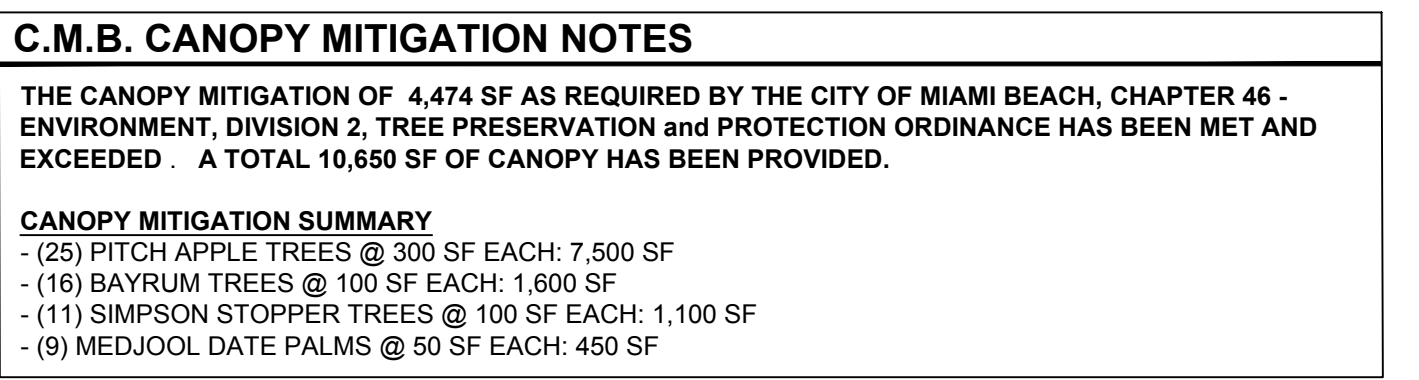 C.M.B. CANOPY MITIGATION NOTES
THE CANOPY MITIGATION OF 4,474 SF AS REQUIRED BY THE CITY OF MIAMI BEACH, CHAPTER 46 -
ENVIRONMENT, DIVISION 2, TREE PRESERVATION and PROTECTION ORDINANCE HAS BEEN MET AND
EXCEEDED . A TOTAL 10,650 SF OF CANOPY HAS BEEN PROVIDED.
CANOPY MITIGATION SUMMARY
- (25) PITCH APPLE TREES @ 300 SF EACH: 7,500 SF
- (16) BAYRUM TREES @ 100 SF EACH: 1,600 SF
- (11) SIMPSON STOPPER TREES @ 100 SF EACH: 1,100 SF
- (9) MEDJOOL DATE PALMS @ 50 SF EACH: 450 SF